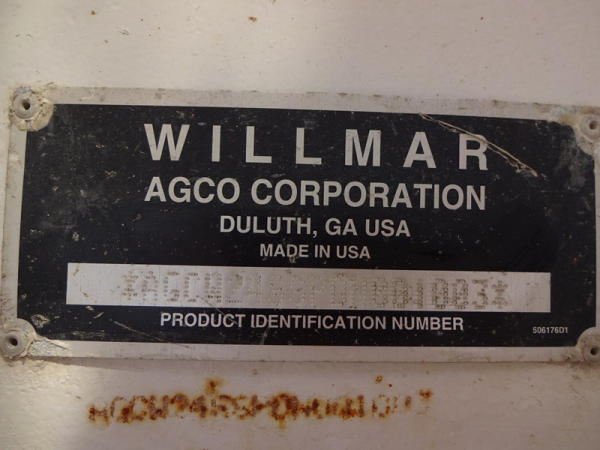 WILLMAR
AGCO CORPORATION
DULUTH, GA USA
MADE IN USA
PRODUCT IDENTIFICATION NUMBER
506176D1